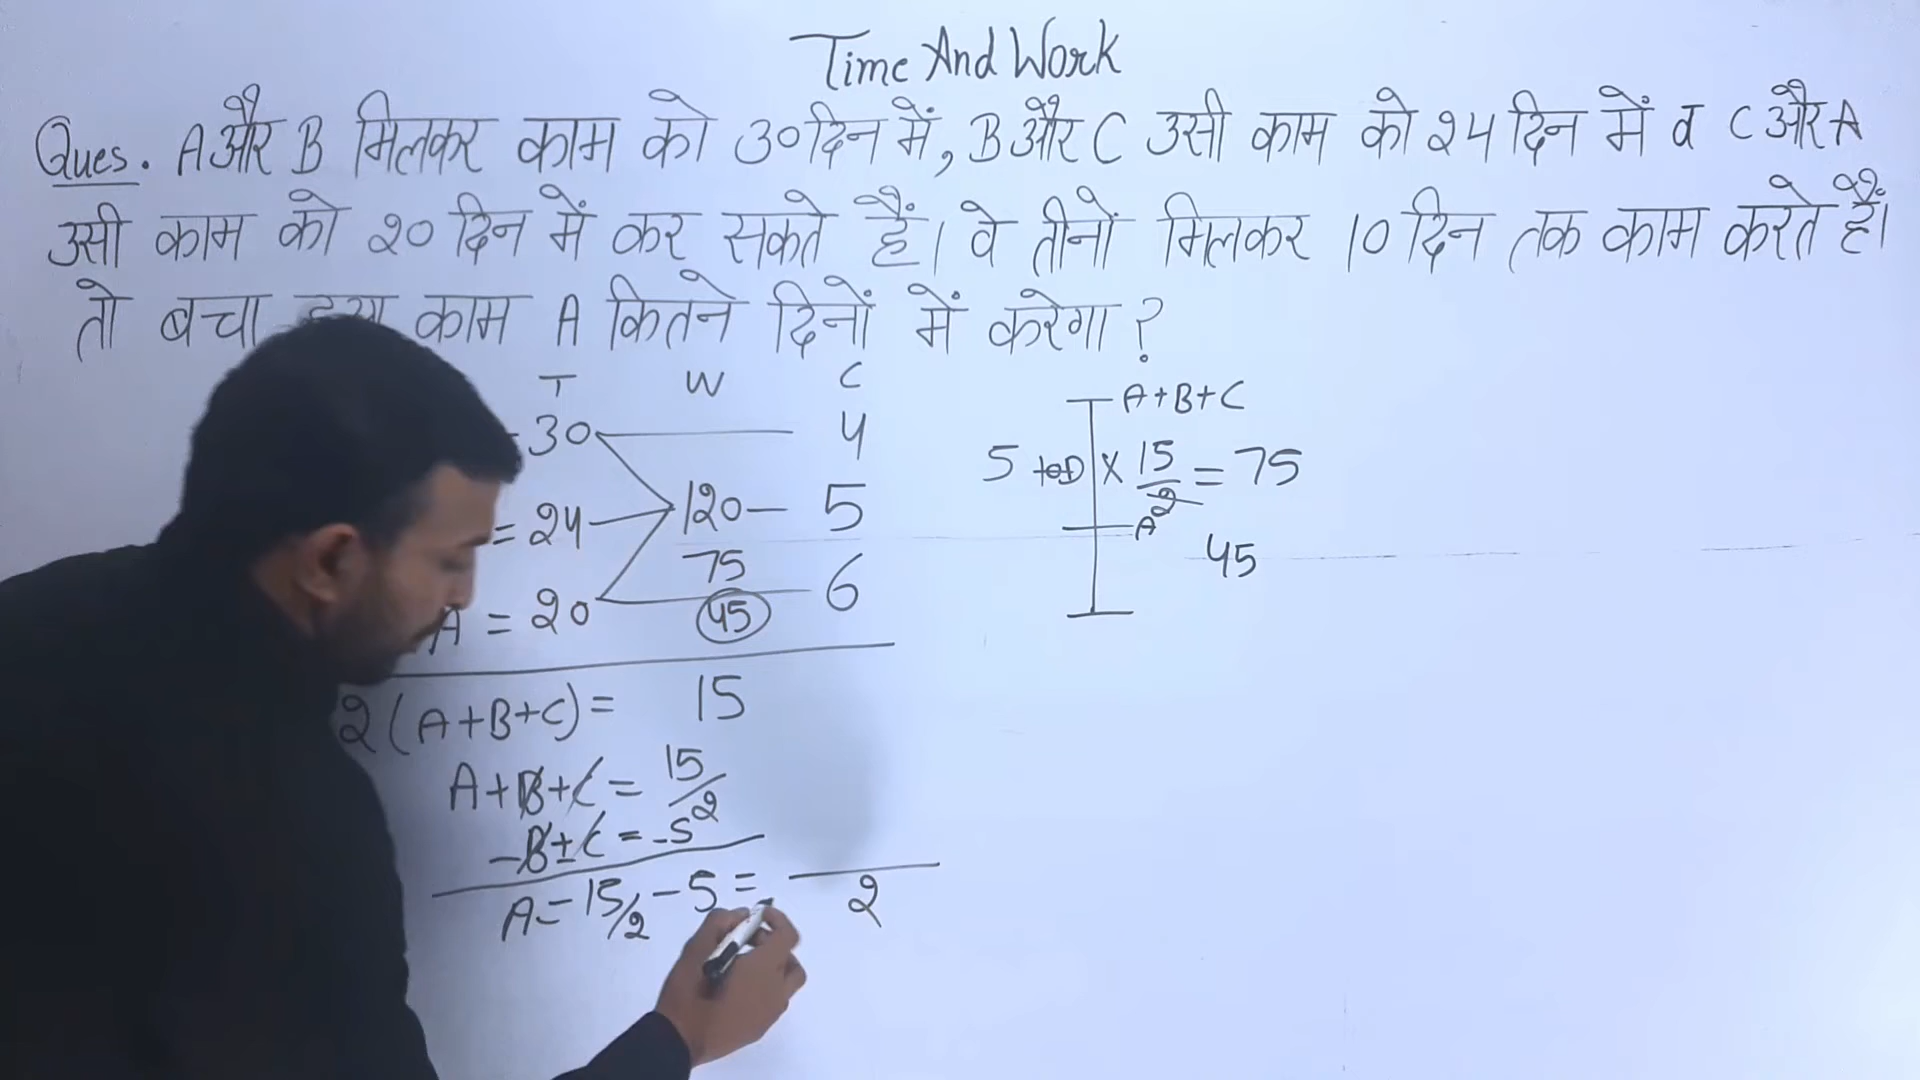 Time And Work
Ques. A और B मिलकर काम को 30 दिन में, B और C उसी काम को 24 दिन में व C और A
उसी काम को 20 दिन में कर सकते हैं। वे तीनों मिलकर 10 दिन तक काम करते हैं।
तो बचा काम A कितने दिनों में करेगा ?
T W C
30 4
= 24 120 - 5
75
A = 20 45 6
2(A+B+C) = 15
A+B+C = 15/2
-B±C = -5
A = 15/2 - 5 = 2
A+B+C
5 10D × 15/2 = 75
A
45